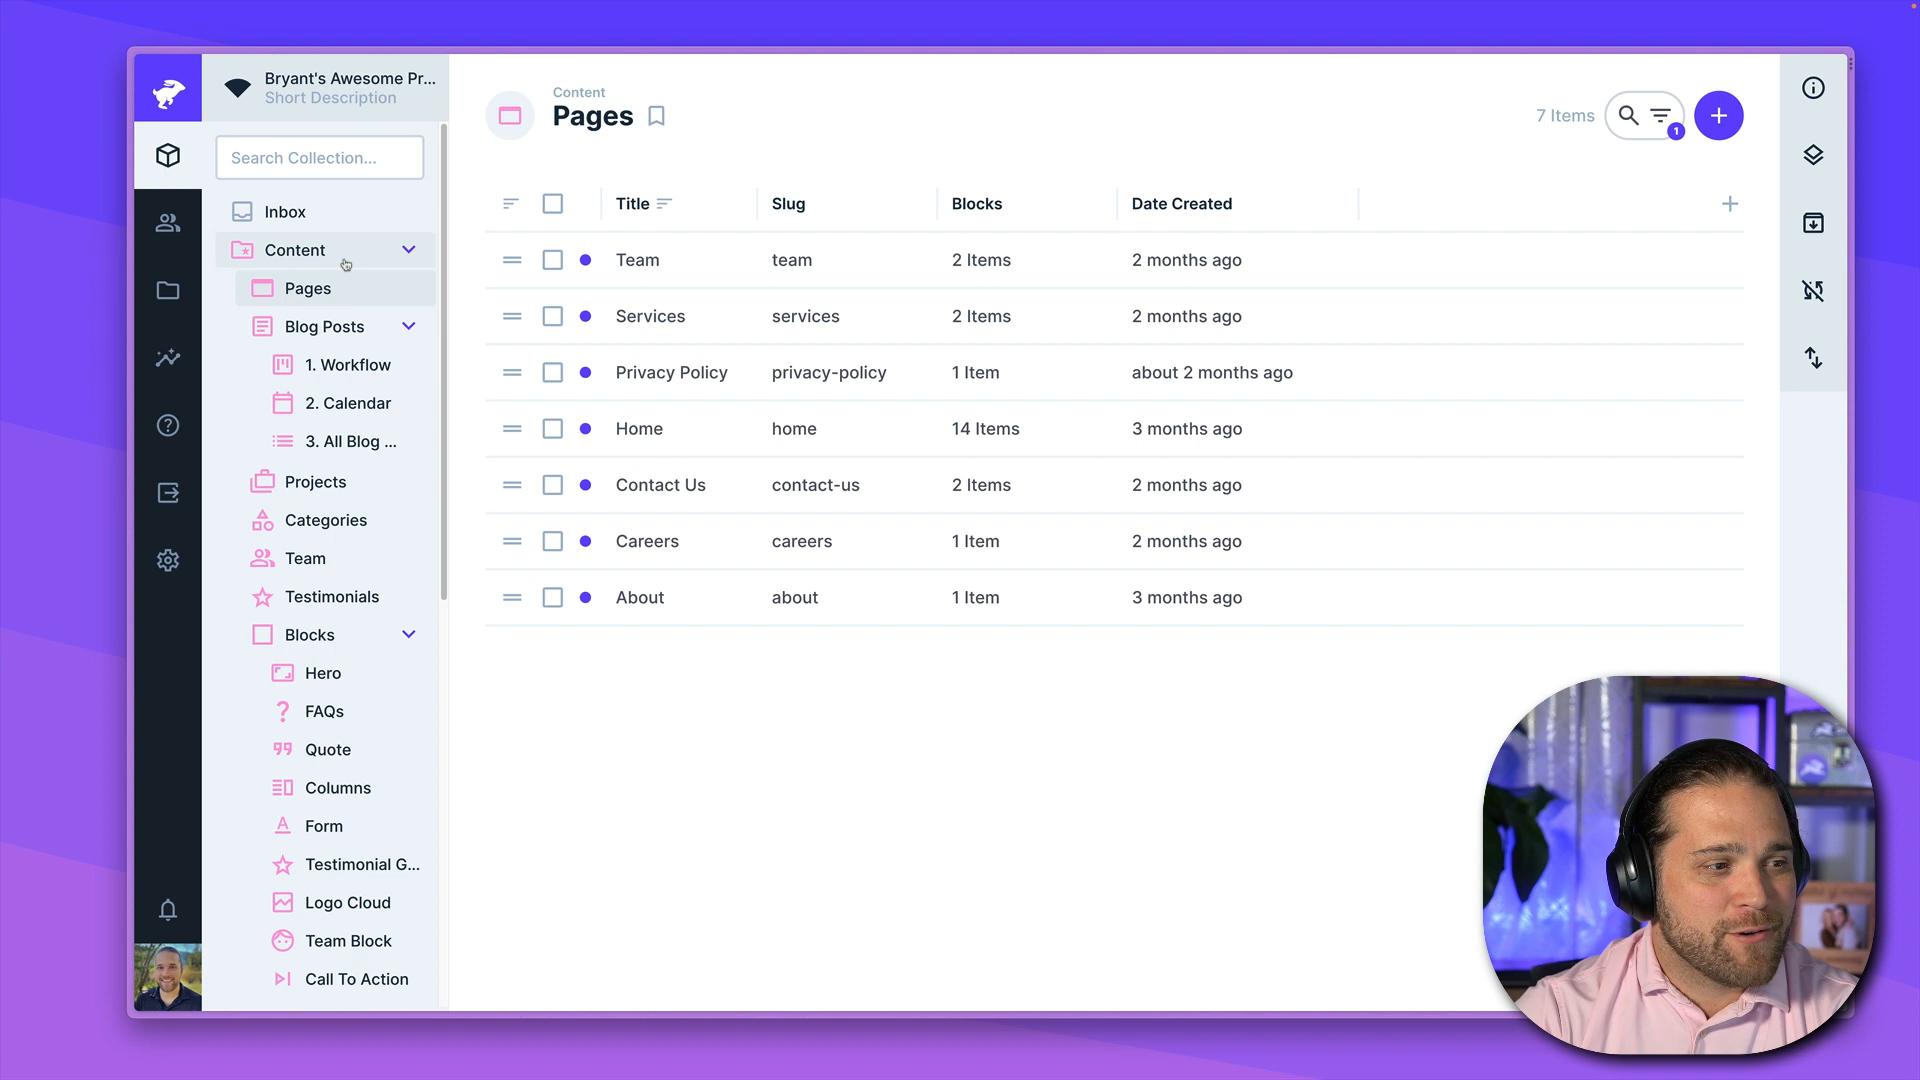 Bryant's Awesome Pr...
Short Description
Search Collection...
Inbox
Content
Pages
Blog Posts
1. Workflow
2. Calendar
3. All Blog ...
Projects
Categories
Team
Testimonials
Blocks
Hero
FAQs
Quote
Columns
Form
Testimonial G...
Logo Cloud
Team Block
Call To Action
Content
Pages
7 Items
1
Title Slug Blocks Date Created
Team team 2 Items 2 months ago
Services services 2 Items 2 months ago
Privacy Policy privacy-policy 1 Item about 2 months ago
Home home 14 Items 3 months ago
Contact Us contact-us 2 Items 2 months ago
Careers careers 1 Item 2 months ago
About about 1 Item 3 months ago